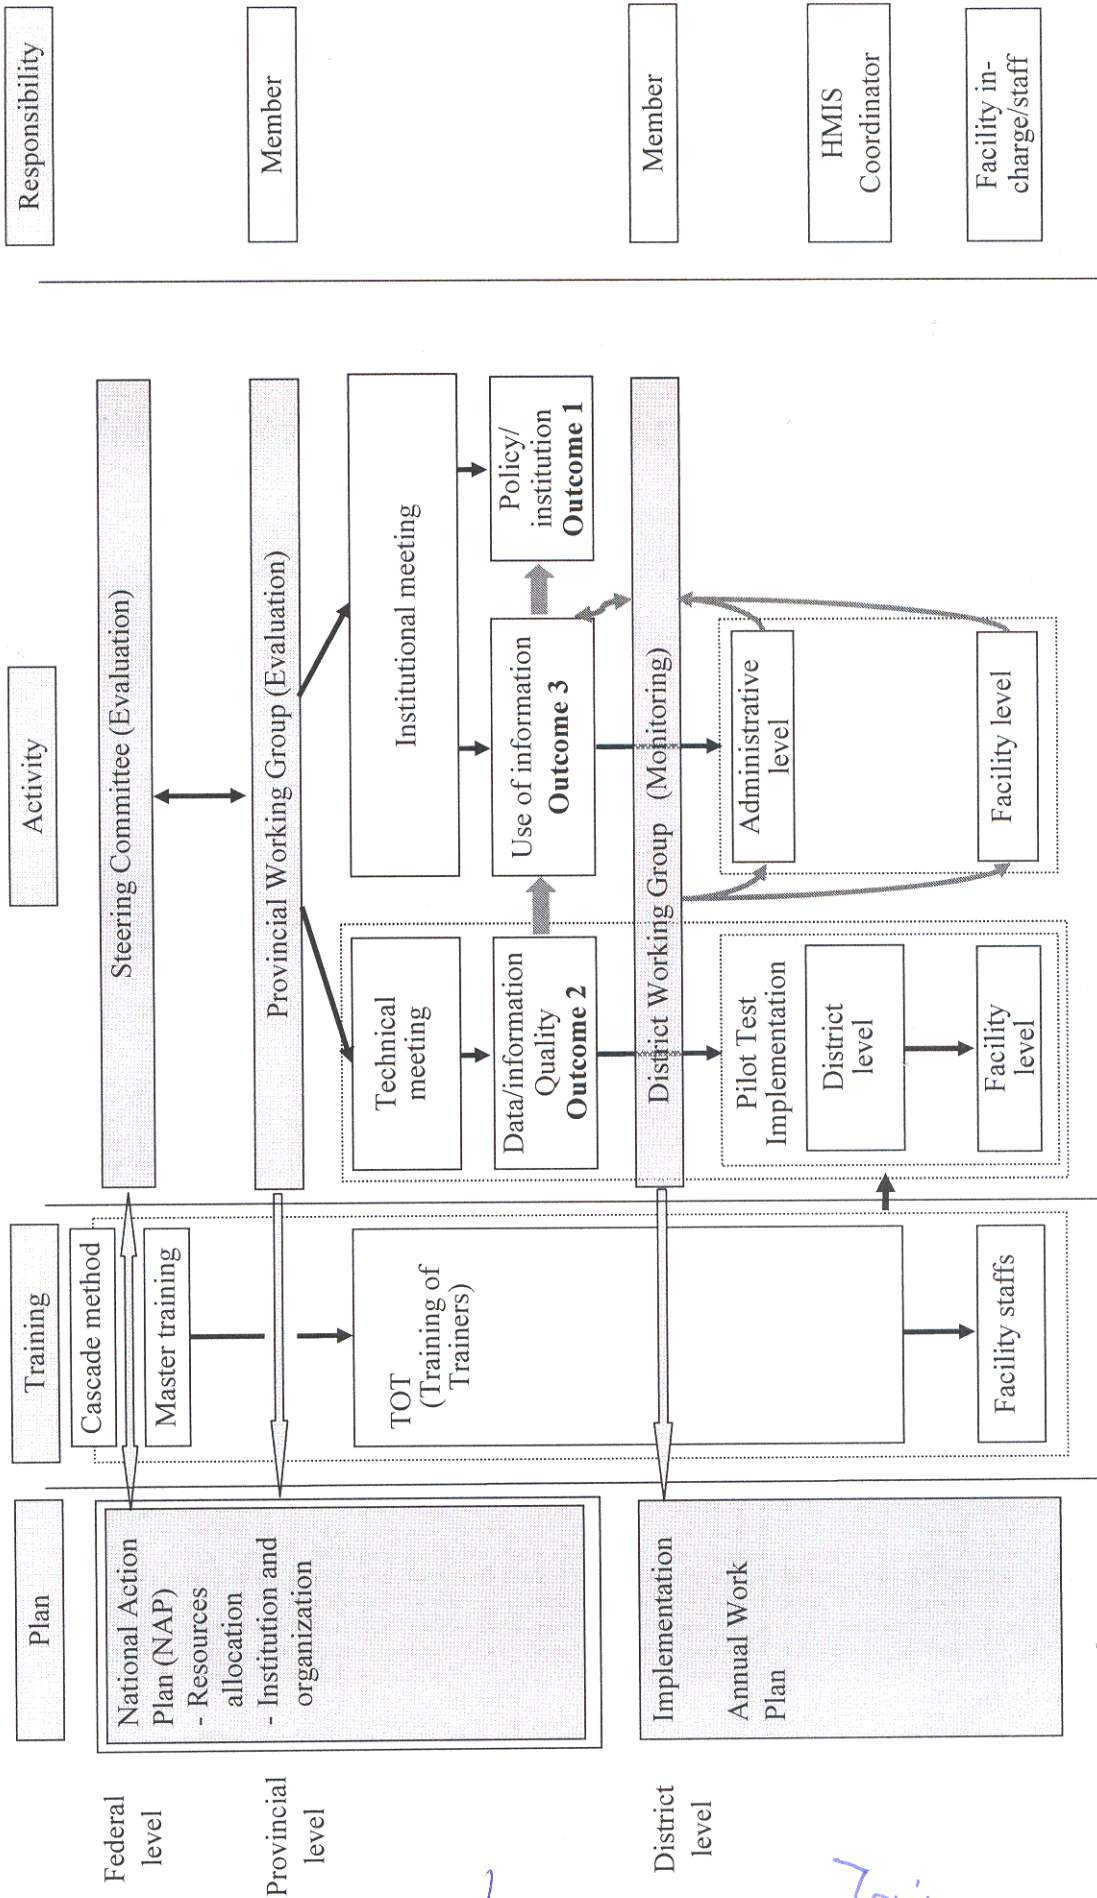 Plan
Training
Activity
Responsibility
Federal
level
Provincial
level
District
level
National Action
Plan (NAP)
- Resources
allocation
- Institution and
organization
Implementation
Annual Work
Plan
Cascade method
Master training
TOT
(Training of
Trainers)
Facility staffs
Steering Committee (Evaluation)
Provincial Working Group (Evaluation)
Technical
meeting
Institutional meeting
Data/information
Quality
Outcome 2
Use of information
Outcome 3
Policy/
institution
Outcome 1
District Working Group (Monitoring)
Pilot Test
Implementation
District
level
Facility
level
Administrative
level
Facility level
Member
Member
HMIS
Coordinator
Facility in-
charge/staff